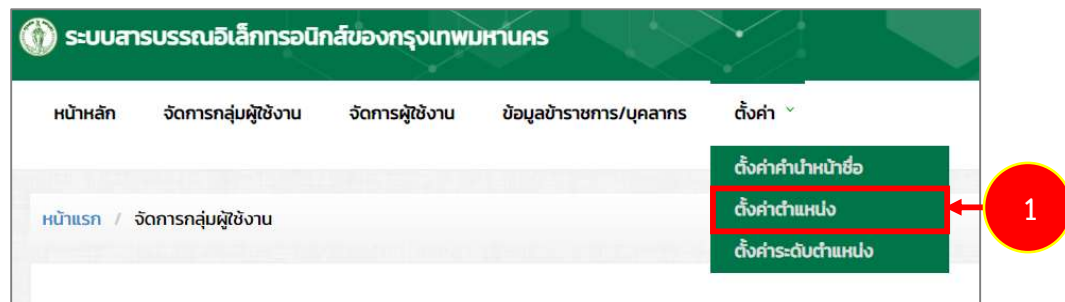 ระบบสารบรรณอิเล็กทรอนิกส์ของกรุงเทพมหานคร
หน้าหลัก จัดการกลุ่มผู้ใช้งาน จัดการผู้ใช้งาน ข้อมูลข้าราชการ/บุคลากร ตั้งค่า
ตั้งค่าคำนำหน้าชื่อ
ตั้งค่าตำแหน่ง 1
หน้าแรก / จัดการกลุ่มผู้ใช้งาน
ตั้งค่าระดับตำแหน่ง